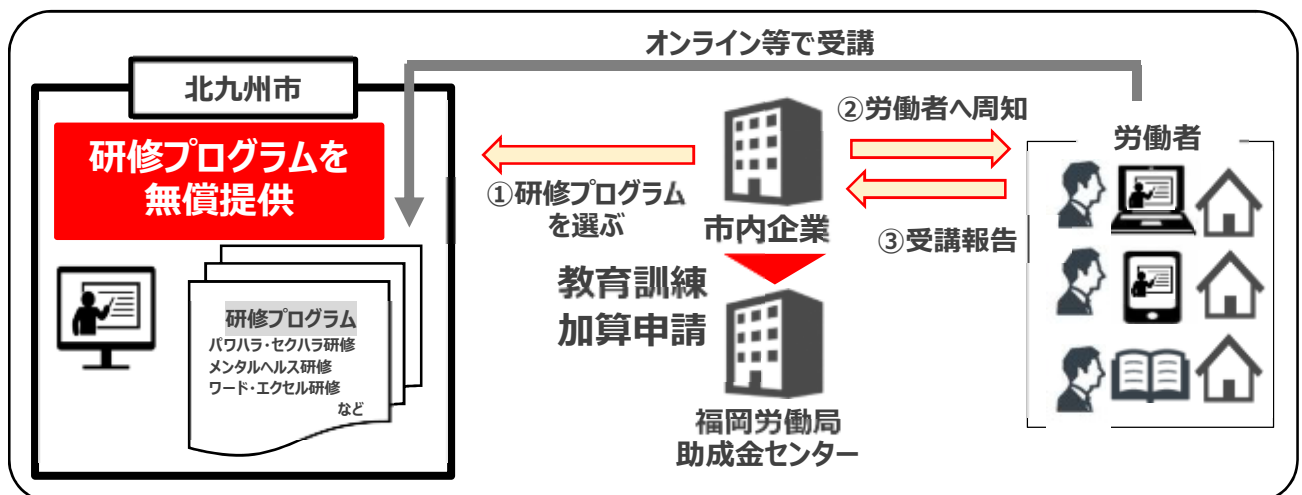 オンライン等で受講
北九州市
研修プログラムを
無償提供
研修プログラム
パワハラ・セクハラ研修
メンタルヘルス研修
ワード・エクセル研修
など
①研修プログラム
を選ぶ
市内企業
②労働者へ周知
③受講報告
労働者
教育訓練
加算申請
福岡労働局
助成金センター